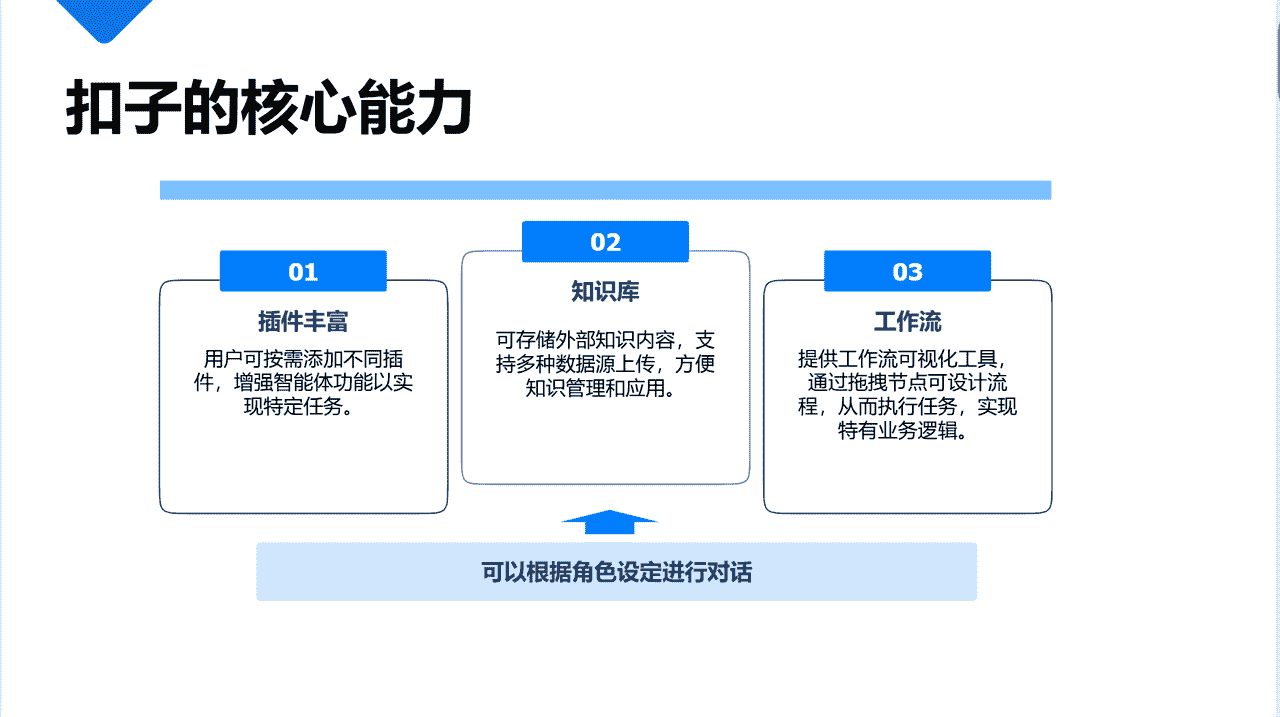 扣子的核心能力
01
插件丰富
用户可按需添加不同插
件，增强智能体功能以实
现特定任务。
02
知识库
可存储外部知识内容，支
持多种数据源上传，方便
知识管理和应用。
03
工作流
提供工作流可视化工具，
通过拖拽节点可设计流
程，从而执行任务，实现
特有业务逻辑。
可以根据角色设定进行对话